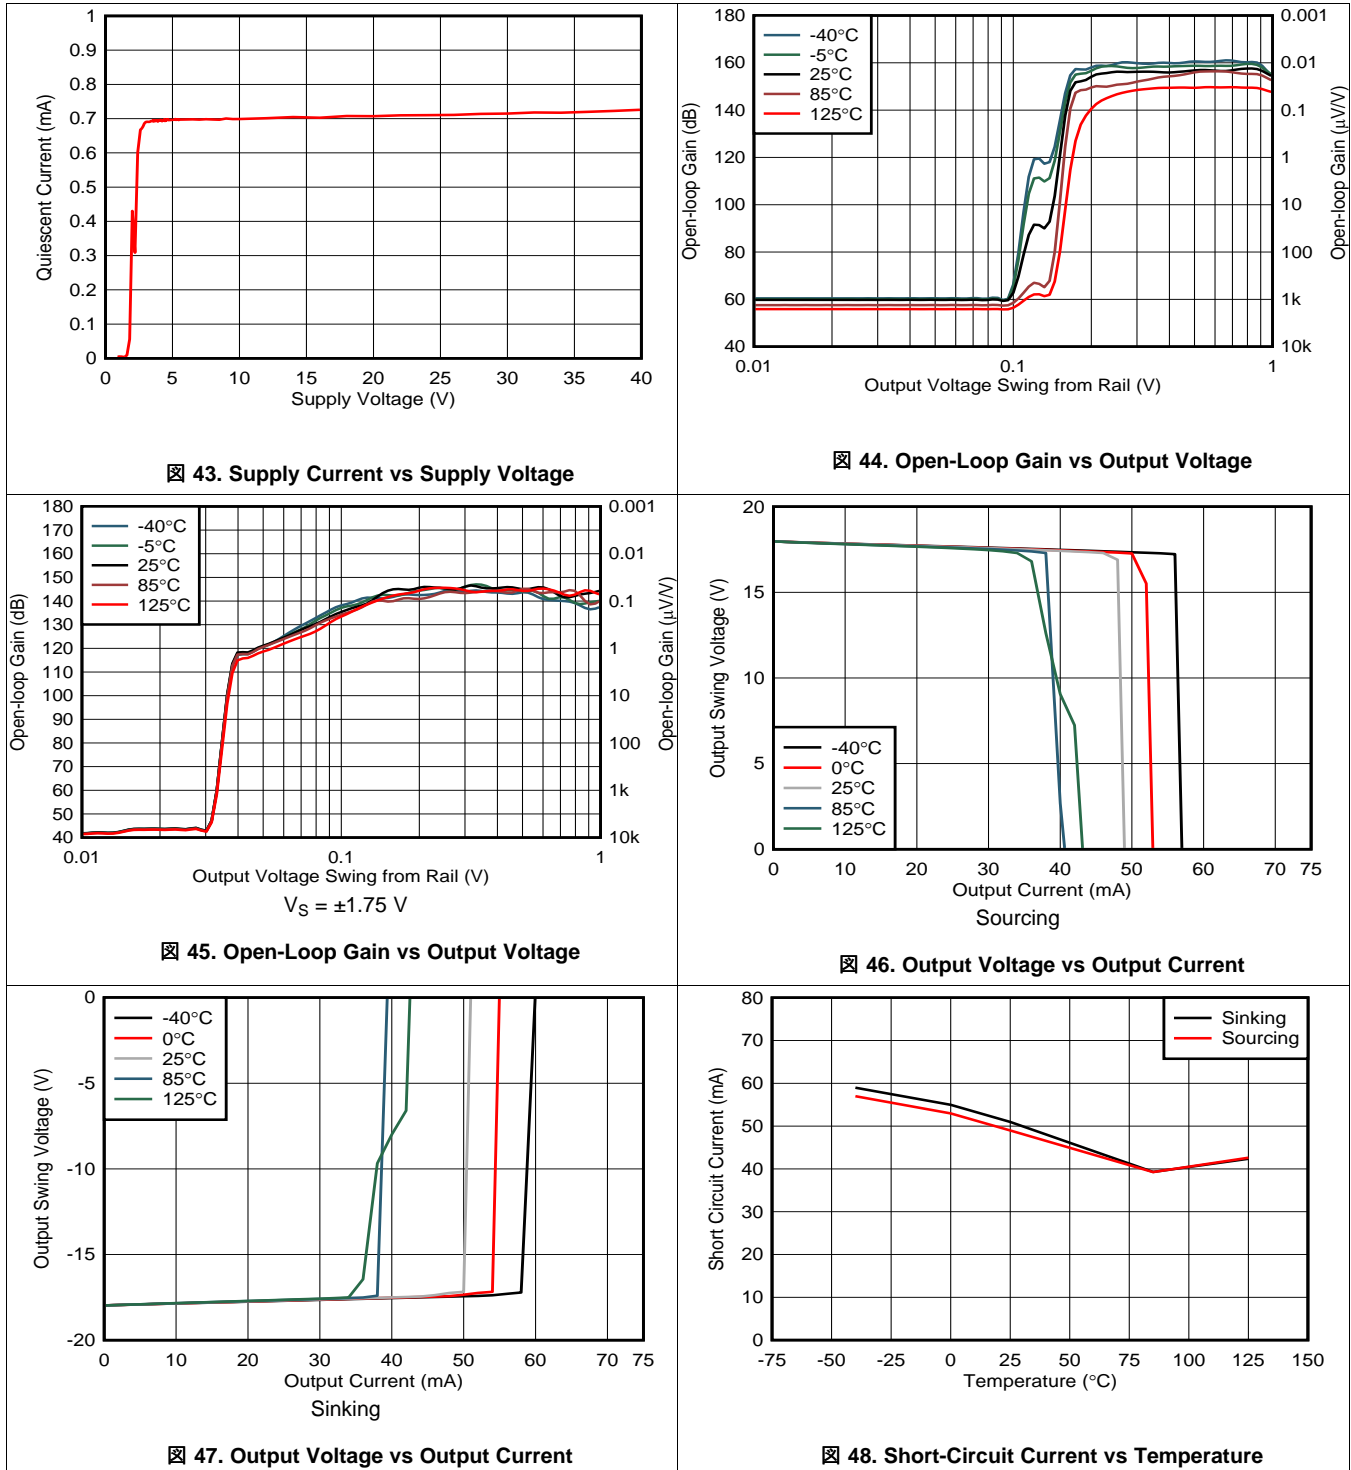 1
0.9
0.8
0.7
0.6
0.5
0.4
0.3
0.2
0.1
0
Quiescent Current (mA)
0 5 10 15 20 25 30 35 40
Supply Voltage (V)
図 43. Supply Current vs Supply Voltage
180
160
140
120
100
80
60
40
Open-loop Gain (dB)
-40°C
-5°C
25°C
85°C
125°C
0.001
0.01
0.1
1
10
100
1k
10k
Open-loop Gain (μV/V)
0.01 0.1 1
Output Voltage Swing from Rail (V)
図 44. Open-Loop Gain vs Output Voltage
180
170
160
150
140
130
120
110
100
90
80
70
60
50
40
Open-loop Gain (dB)
-40°C
-5°C
25°C
85°C
125°C
0.001
0.01
0.1
1
10
100
1k
10k
Open-loop Gain (μV/V)
0.01 0.1 1
Output Voltage Swing from Rail (V)
VS = ±1.75 V
図 45. Open-Loop Gain vs Output Voltage
20
15
10
5
0
Output Swing Voltage (V)
-40°C
0°C
25°C
85°C
125°C
0 10 20 30 40 50 60 70 75
Output Current (mA)
Sourcing
図 46. Output Voltage vs Output Current
0
-5
-10
-15
-20
Output Swing Voltage (V)
-40°C
0°C
25°C
85°C
125°C
0 10 20 30 40 50 60 70 75
Output Current (mA)
Sinking
図 47. Output Voltage vs Output Current
80
70
60
50
40
30
20
10
0
Short Circuit Current (mA)
Sinking
Sourcing
-75 -50 -25 0 25 50 75 100 125 150
Temperature (°C)
図 48. Short-Circuit Current vs Temperature